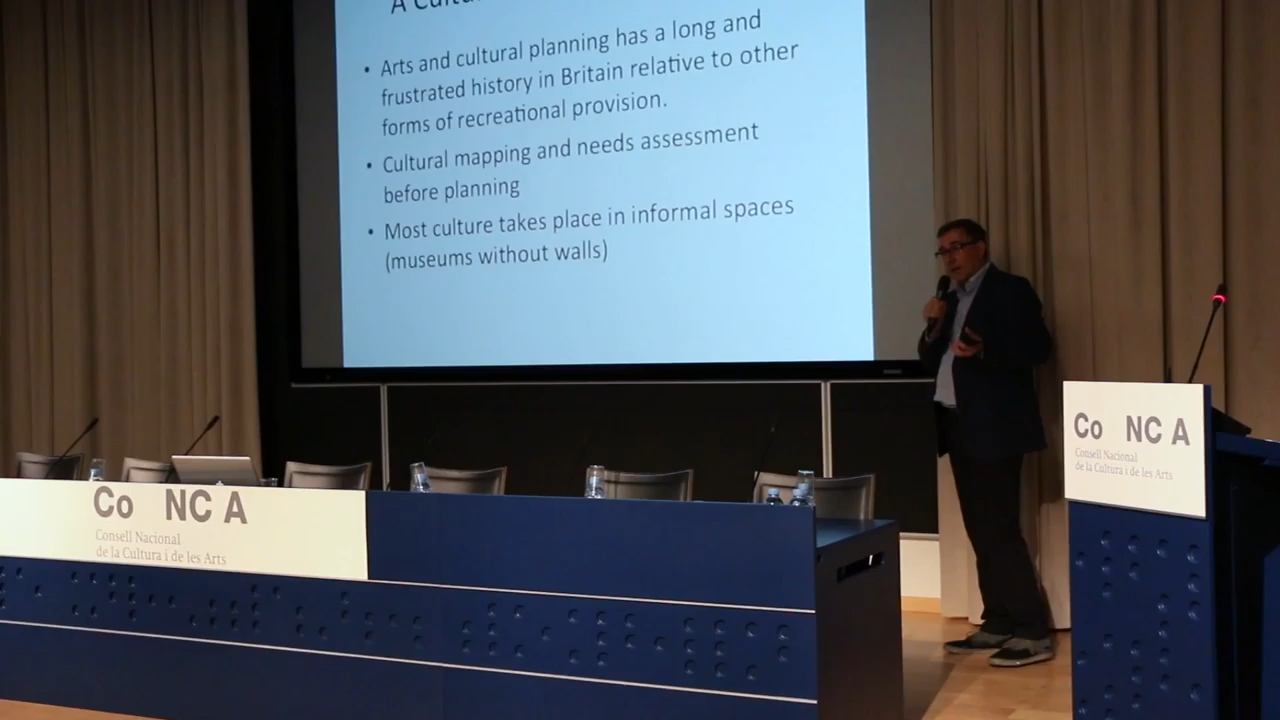 A Cultu
• Arts and cultural planning has a long and
frustrated history in Britain relative to other
forms of recreational provision.
• Cultural mapping and needs assessment
before planning
• Most culture takes place in informal spaces
(museums without walls)
Co NC A
Consell Nacional
de la Cultura i de les Arts
Co NC A
Consell Nacional
de la Cultura i de les Arts